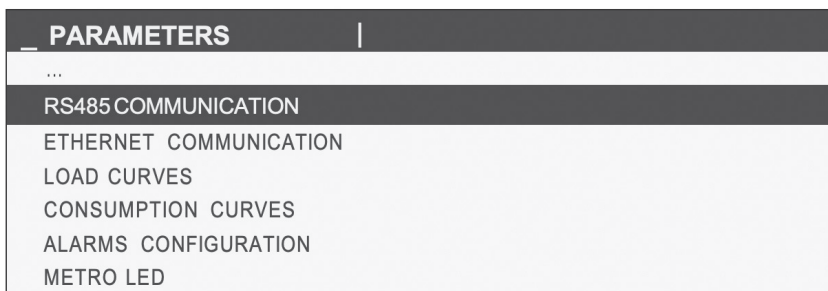 _ PARAMETERS |
...
RS485 COMMUNICATION
ETHERNET COMMUNICATION
LOAD CURVES
CONSUMPTION CURVES
ALARMS CONFIGURATION
METRO LED